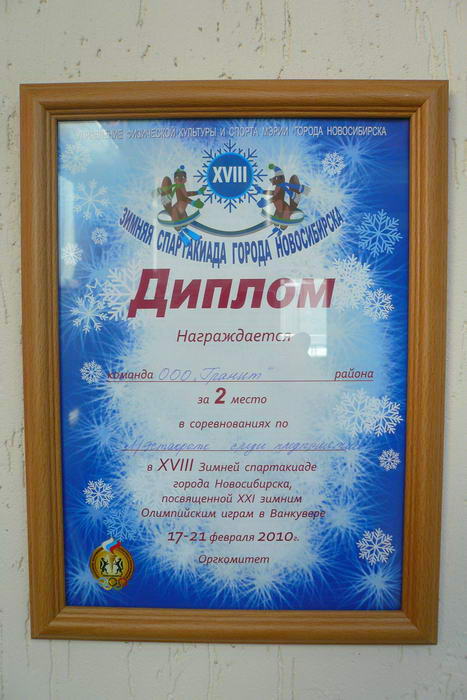 УПРАВЛЕНИЕ ФИЗИЧЕСКОЙ КУЛЬТУРЫ И СПОРТА МЭРИИ ГОРОДА НОВОСИБИРСКА
XVIII
ЗИМНЯЯ СПАРТАКИАДА ГОРОДА НОВОСИБИРСКА
Диплом
Награждается
команда ООО „Гранит" района
за 2 место
в соревнованиях по
среди
в XVIII Зимней спартакиаде
города Новосибирска,
посвященной XXI зимним
Олимпийским играм в Ванкувере
17-21 февраля 2010г.
Оргкомитет